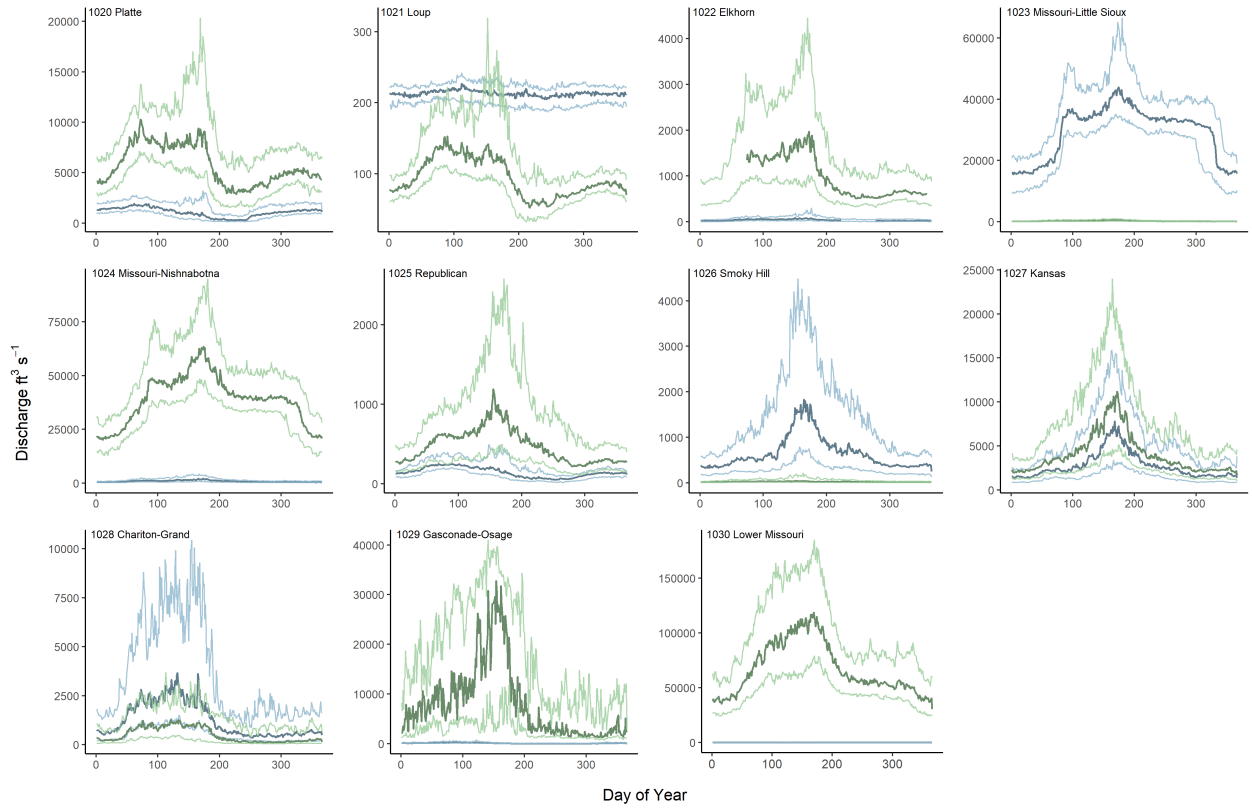 1020 Platte
1021 Loup
1022 Elkhorn
1023 Missouri-Little Sioux
20000
15000
10000
5000
0
0 100 200 300
300
200
100
0 100 200 300
4000
3000
2000
1000
0
0 100 200 300
60000
40000
20000
0
0 100 200 300
Discharge ft³ s⁻¹
1024 Missouri-Nishnabotna
1025 Republican
1026 Smoky Hill
1027 Kansas
75000
50000
25000
0
0 100 200 300
2000
1000
0
0 100 200 300
4000
3000
2000
1000
0
0 100 200 300
25000
20000
15000
10000
5000
0
0 100 200 300
1028 Chariton-Grand
1029 Gasconade-Osage
1030 Lower Missouri
10000
7500
5000
2500
0
0 100 200 300
40000
30000
20000
10000
0
0 100 200 300
150000
100000
50000
0
0 100 200 300
Day of Year